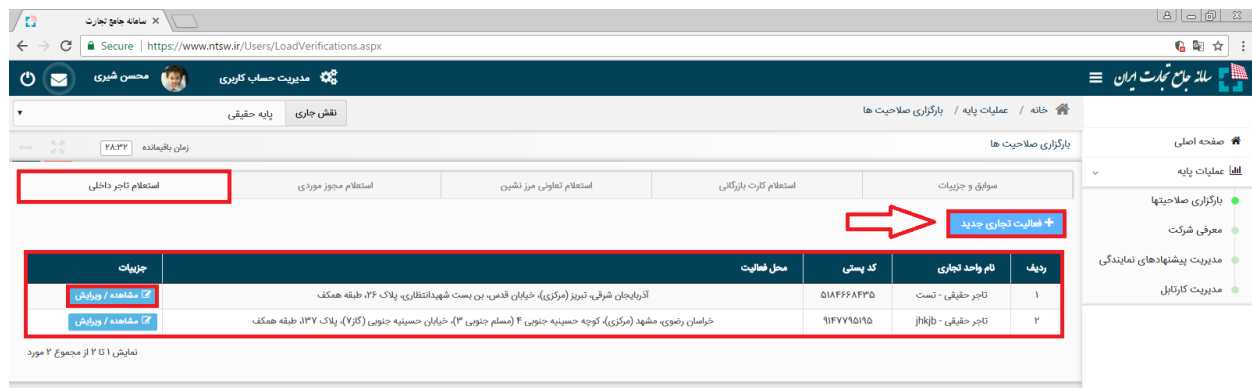 سامانه جامع تجارت
Secure | https://www.ntsw.ir/Users/LoadVerifications.aspx
سامانه جامع تجارت ایران
مدیریت حساب کاربری
محسن شیری
خانه / عملیات پایه / بارگزاری صلاحیت ها
نقش جاری
پایه حقیقی
بارگزاری صلاحیت ها
زمان باقیمانده ۲۸:۳۲
صفحه اصلی
عملیات پایه
بارگزاری صلاحیتها
معرفی شرکت
مدیریت پیشنهادهای نمایندگی
مدیریت کارتابل
سوابق و جزییات
استعلام کارت بازرگانی
استعلام تعاونی مرز نشین
استعلام مجوز موردی
استعلام تاجر داخلی
+ فعالیت تجاری جدید
ردیف نام واحد تجاری کد پستی محل فعالیت جزییات
۱ تاجر حقیقی - تست ۵۱۸۴۶۶۸۴۳۵ آذربایجان شرقی، تبریز (مرکزی)، خیابان قدس، بن بست شهیدانتظاری، پلاک ۲۶، طبقه همکف مشاهده / ویرایش
۲ تاجر حقیقی - jhkjb ۹۱۴۷۷۹۵۱۹۵ خراسان رضوی، مشهد (مرکزی)، کوچه حسینیه جنوبی ۴ (مسلم جنوبی ۳)، خیابان حسینیه جنوبی (گاز۷)، پلاک ۱۳۷، طبقه همکف مشاهده / ویرایش
نمایش ۱ تا ۲ از مجموع ۲ مورد